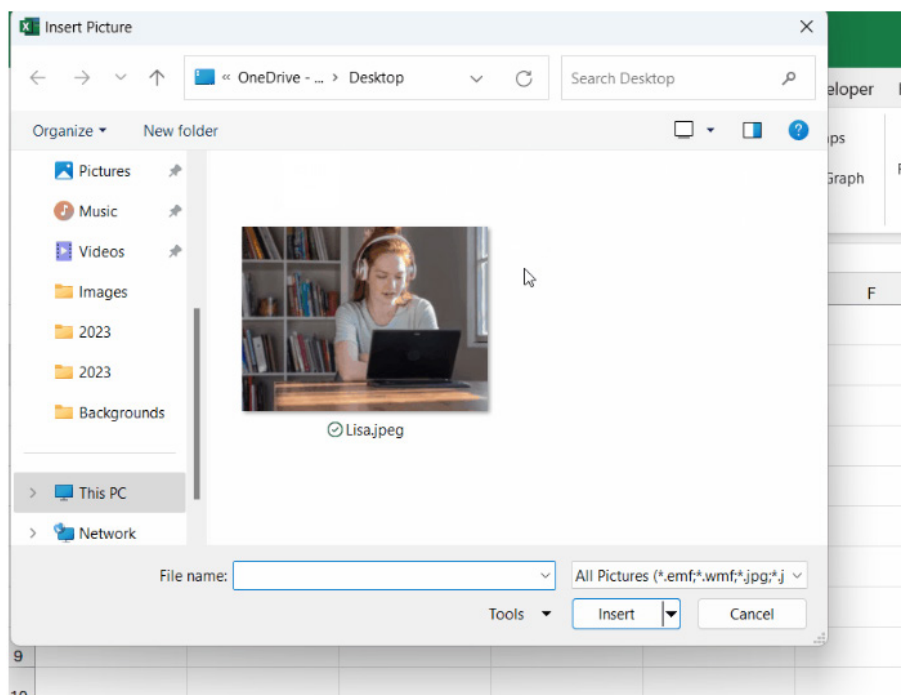 Insert Picture
« OneDrive - ... > Desktop
Search Desktop
eloper
Organize
New folder
?
Pictures
Music
Videos
Images
2023
2023
Backgrounds
This PC
Network
Lisa.jpeg
Graph
F
File name:
All Pictures (*.emf;*.wmf;*.jpg;*.j
Tools
Insert
Cancel
9
10